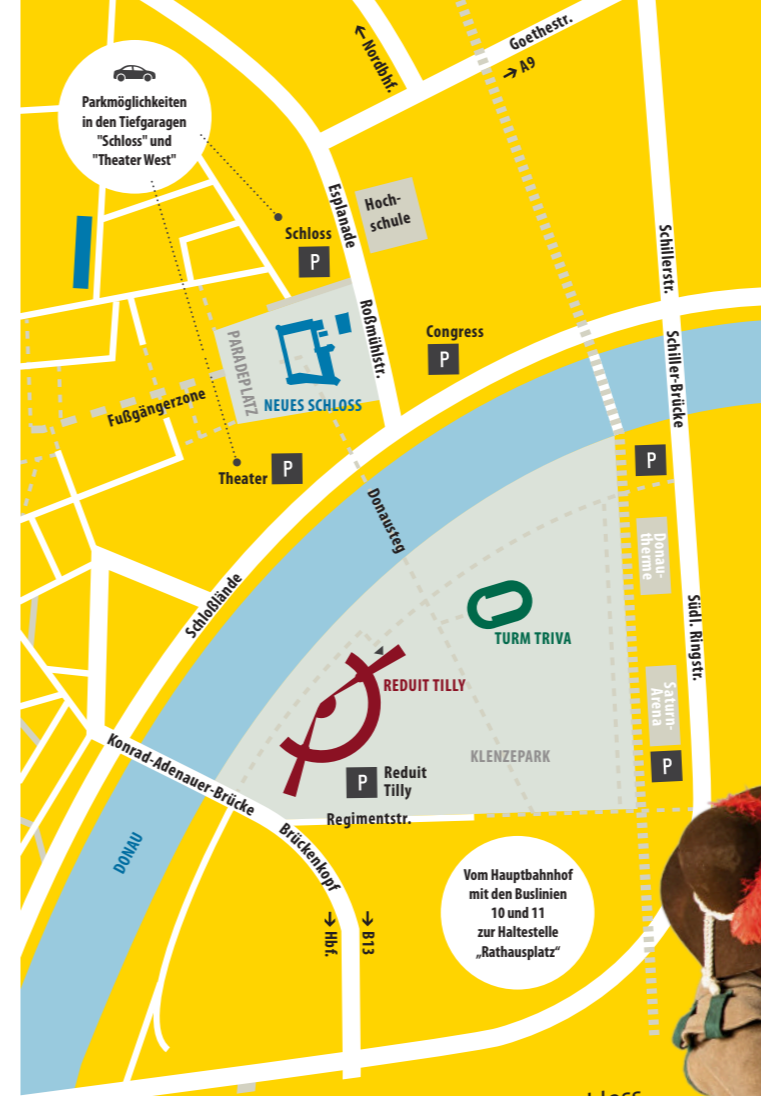 ← Nordbhf.
Goethestr.
→ A9
Parkmöglichkeiten
in den Tiefgaragen
"Schloss" und
"Theater West"
Esplanade
Hoch-
schule
Schloss
P
Schillerstr.
Roßmühlstr.
Congress
P
Schiller-Brücke
PARADEPLATZ
NEUES SCHLOSS
Fußgängerzone
Theater P
P
Donausteg
Donau-
therme
Schloßlände
TURM TRIVA
Südl. Ringstr.
REDUIT TILLY
Saturn-
Arena
KLENZEPARK
P
Konrad-Adenauer-Brücke
P Reduit
Tilly
Regimentstr.
DONAU
Brückenkopf
Vom Hauptbahnhof
mit den Buslinien
10 und 11
zur Haltestelle
„Rathausplatz“
→ Hbf.
→ B13